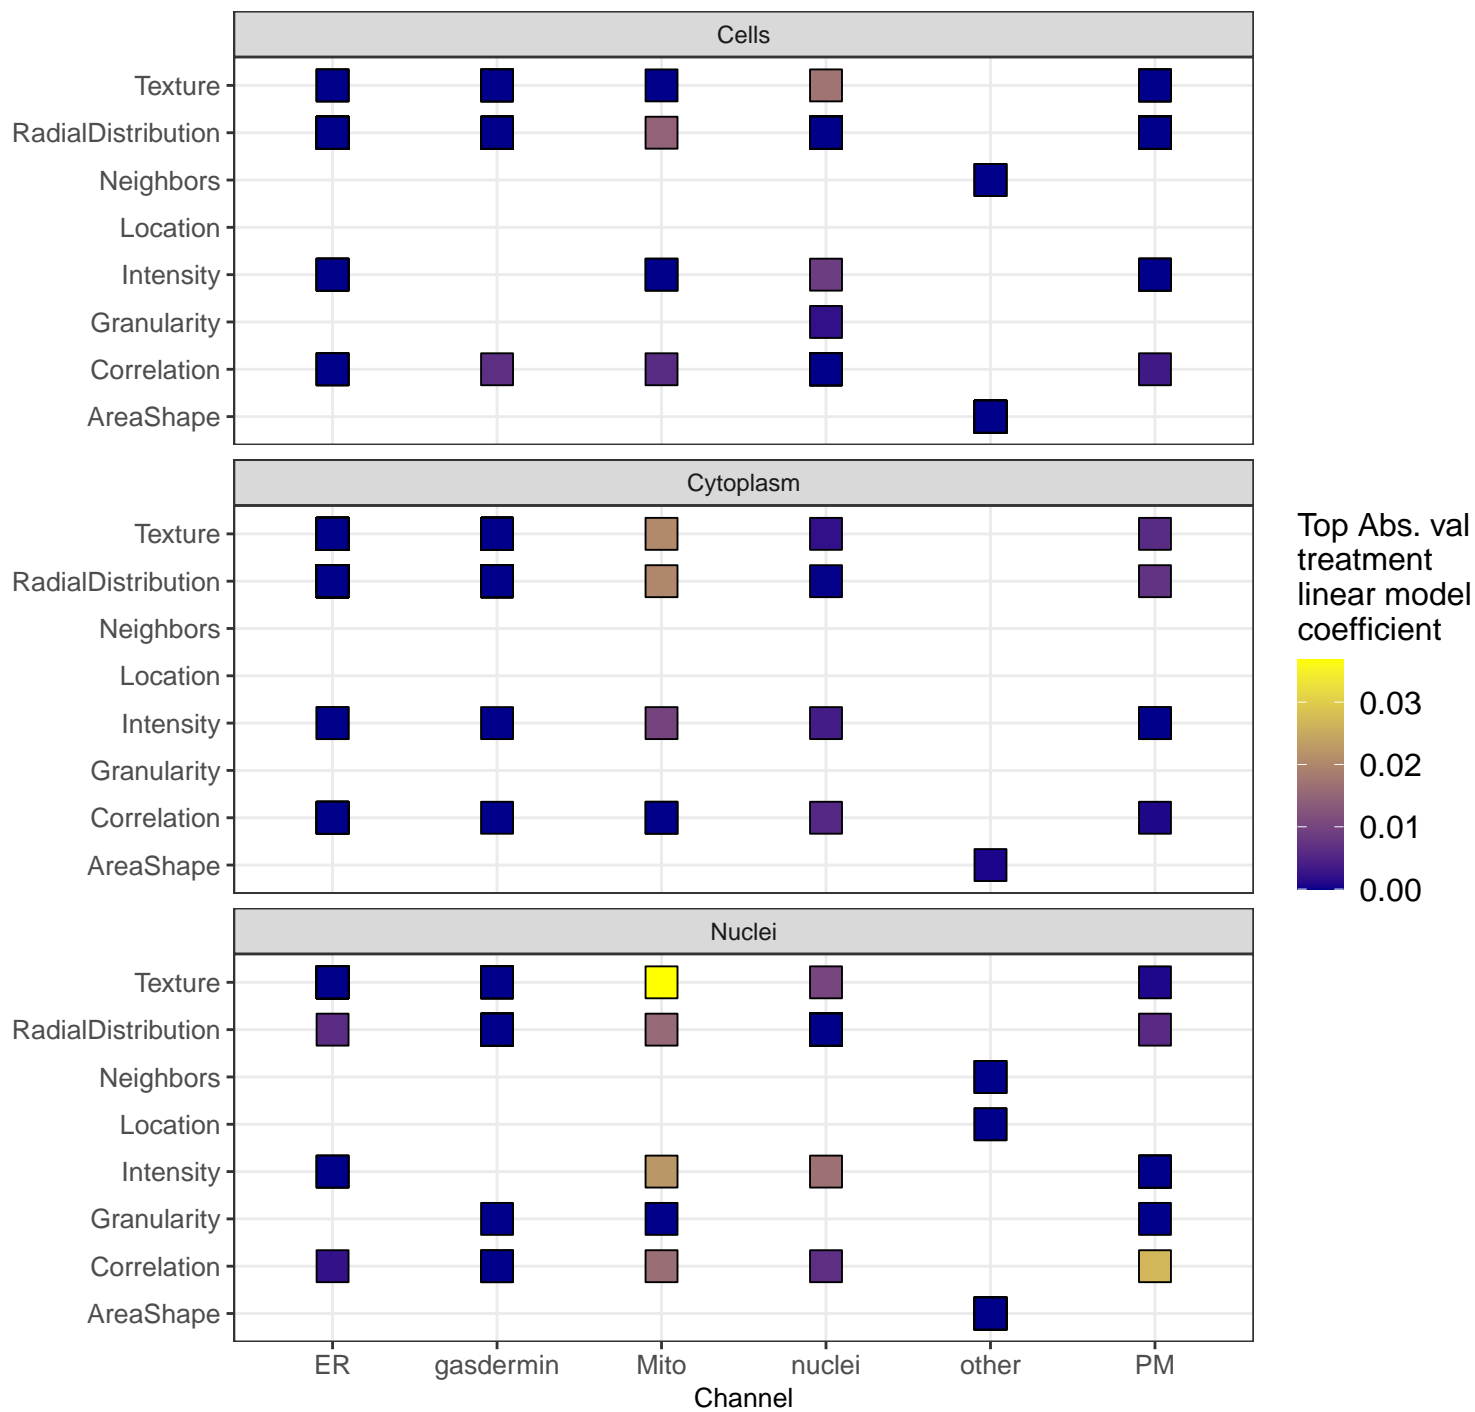 Cells
Texture
RadialDistribution
Neighbors
Location
Intensity
Granularity
Correlation
AreaShape
Cytoplasm
Texture
RadialDistribution
Neighbors
Location
Intensity
Granularity
Correlation
AreaShape
Nuclei
Texture
RadialDistribution
Neighbors
Location
Intensity
Granularity
Correlation
AreaShape
ER gasdermin Mito nuclei other PM
Channel
Top Abs. val
treatment
linear model
coefficient
0.03
0.02
0.01
0.00